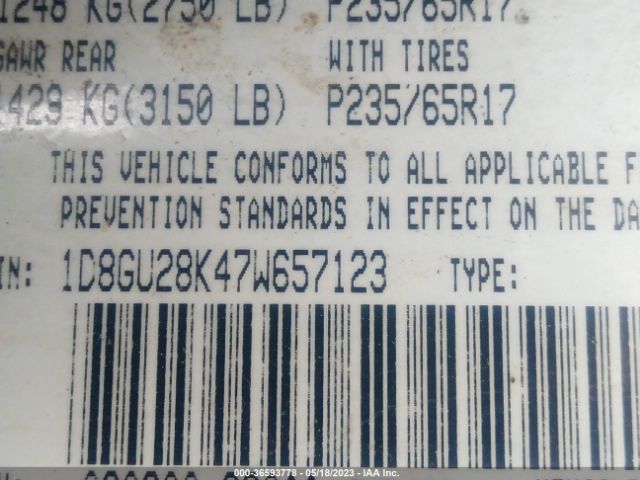 1248 KG(2750 LB) P235/65R17
GAWR REAR WITH TIRES
1429 KG(3150 LB) P235/65R17
THIS VEHICLE CONFORMS TO ALL APPLICABLE F
PREVENTION STANDARDS IN EFFECT ON THE DA
IN: 1D8GU28K47W657123 TYPE:
000-36593778 - 05/18/2023 - IAA Inc.